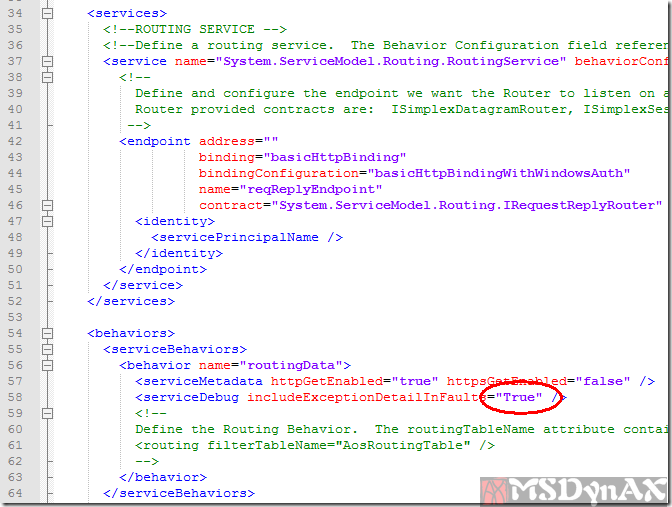 34 <services>
35 <!--ROUTING SERVICE -->
36 <!--Define a routing service.  The Behavior Configuration field referen
37 <service name="System.ServiceModel.Routing.RoutingService" behaviorConf
38 <!--
39 Define and configure the endpoint we want the Router to listen on a
40 Router provided contracts are:  ISimplexDatagramRouter, ISimplexSes
41 -->
42 <endpoint address=""
43 binding="basicHttpBinding"
44 bindingConfiguration="basicHttpBindingWithWindowsAuth"
45 name="reqReplyEndpoint"
46 contract="System.ServiceModel.Routing.IRequestReplyRouter"
47 <identity>
48 <servicePrincipalName />
49 </identity>
50 </endpoint>
51 </service>
52 </services>
53
54 <behaviors>
55 <serviceBehaviors>
56 <behavior name="routingData">
57 <serviceMetadata httpGetEnabled="true" httpsGetEnabled="false" />
58 <serviceDebug includeExceptionDetailInFaults="True" />
59 <!--
60 Define the Routing Behavior.  The routingTableName attribute contai
61 <routing filterTableName="AosRoutingTable" />
62 -->
63 </behavior>
64 </serviceBehaviors>
MSDynAX